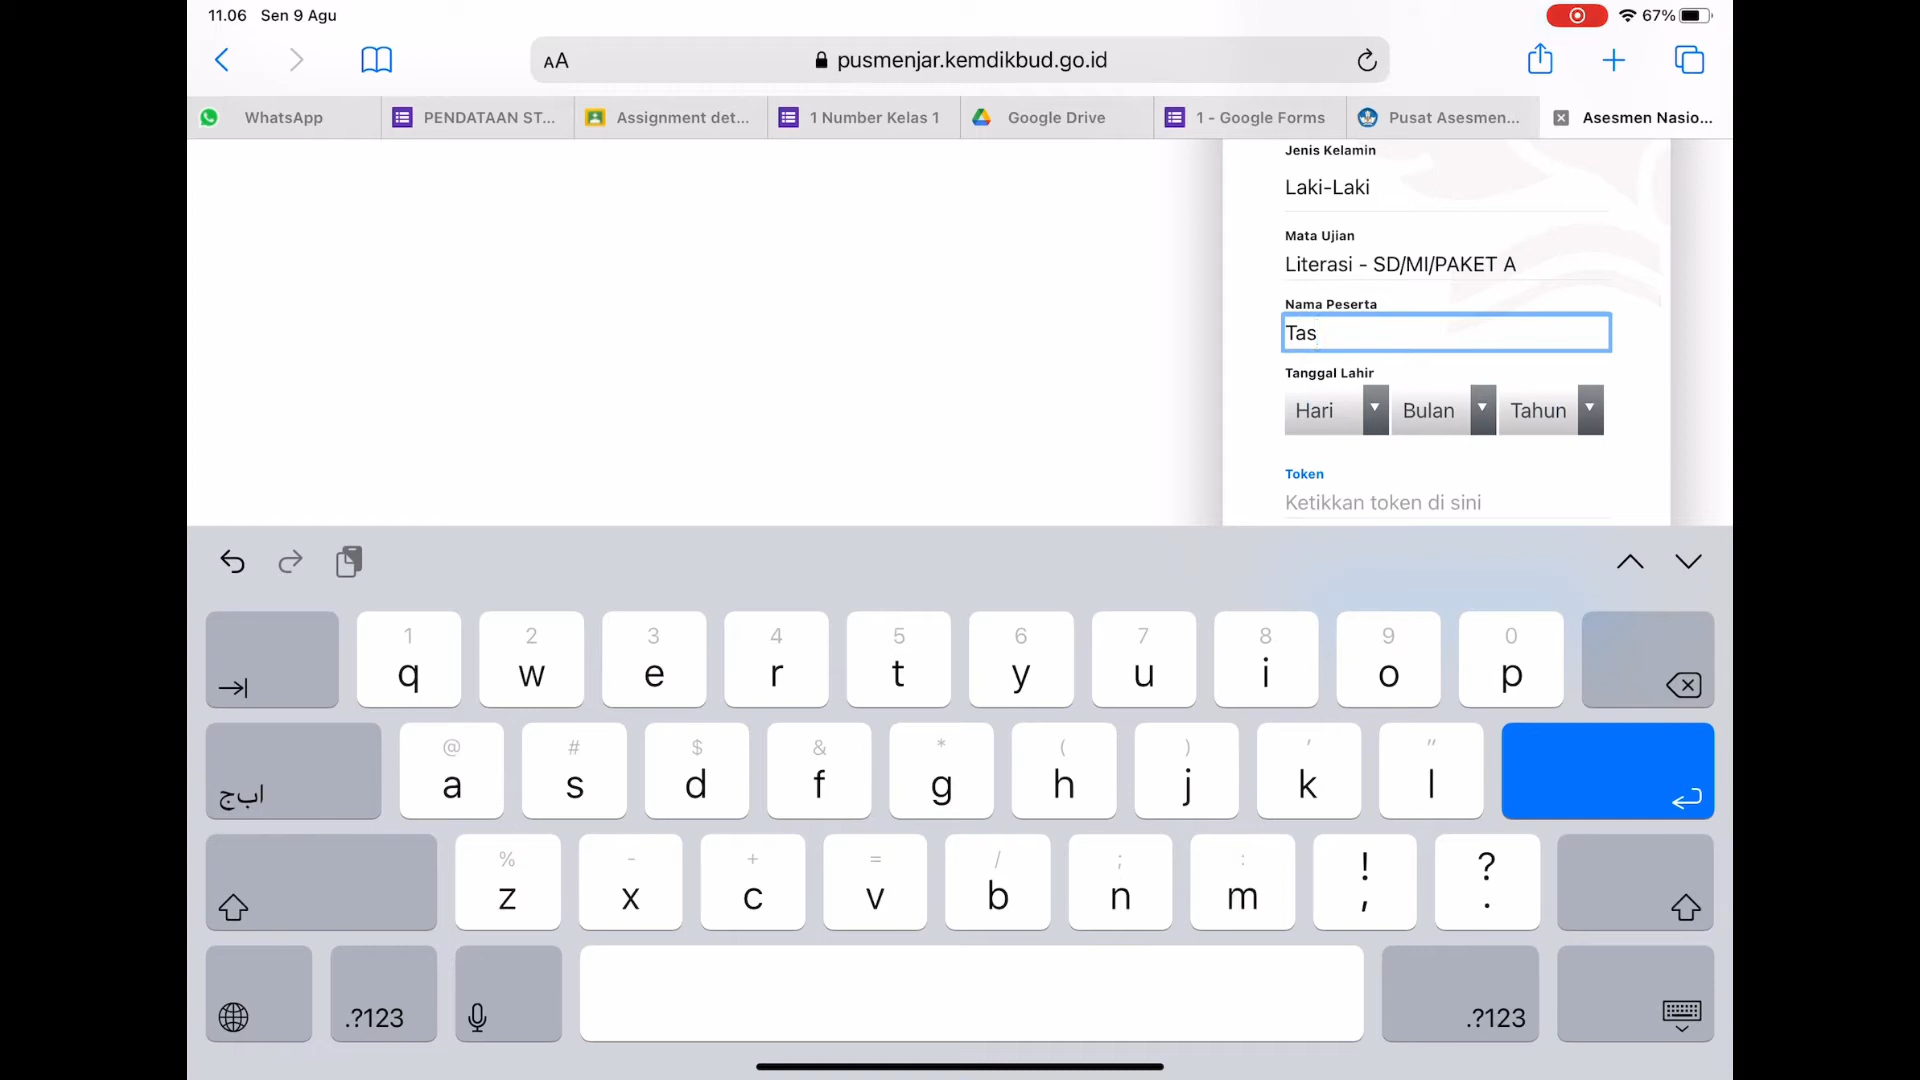 11.06 Sen 9 Agu
67%
AA pusmenjar.kemdikbud.go.id
WhatsApp PENDATAAN ST... Assignment det... 1 Number Kelas 1 Google Drive 1 - Google Forms Pusat Asesmen... Asesmen Nasio...
Jenis Kelamin
Laki-Laki
Mata Ujian
Literasi - SD/MI/PAKET A
Nama Peserta
Tas
Tanggal Lahir
Hari Bulan Tahun
Token
Ketikkan token di sini
1 2 3 4 5 6 7 8 9 0
q w e r t y u i o p
@ # $ & * ( ) ' "
ابج a s d f g h j k l
% - + = / ; : ! ?
z x c v b n m , .
.?123 .?123